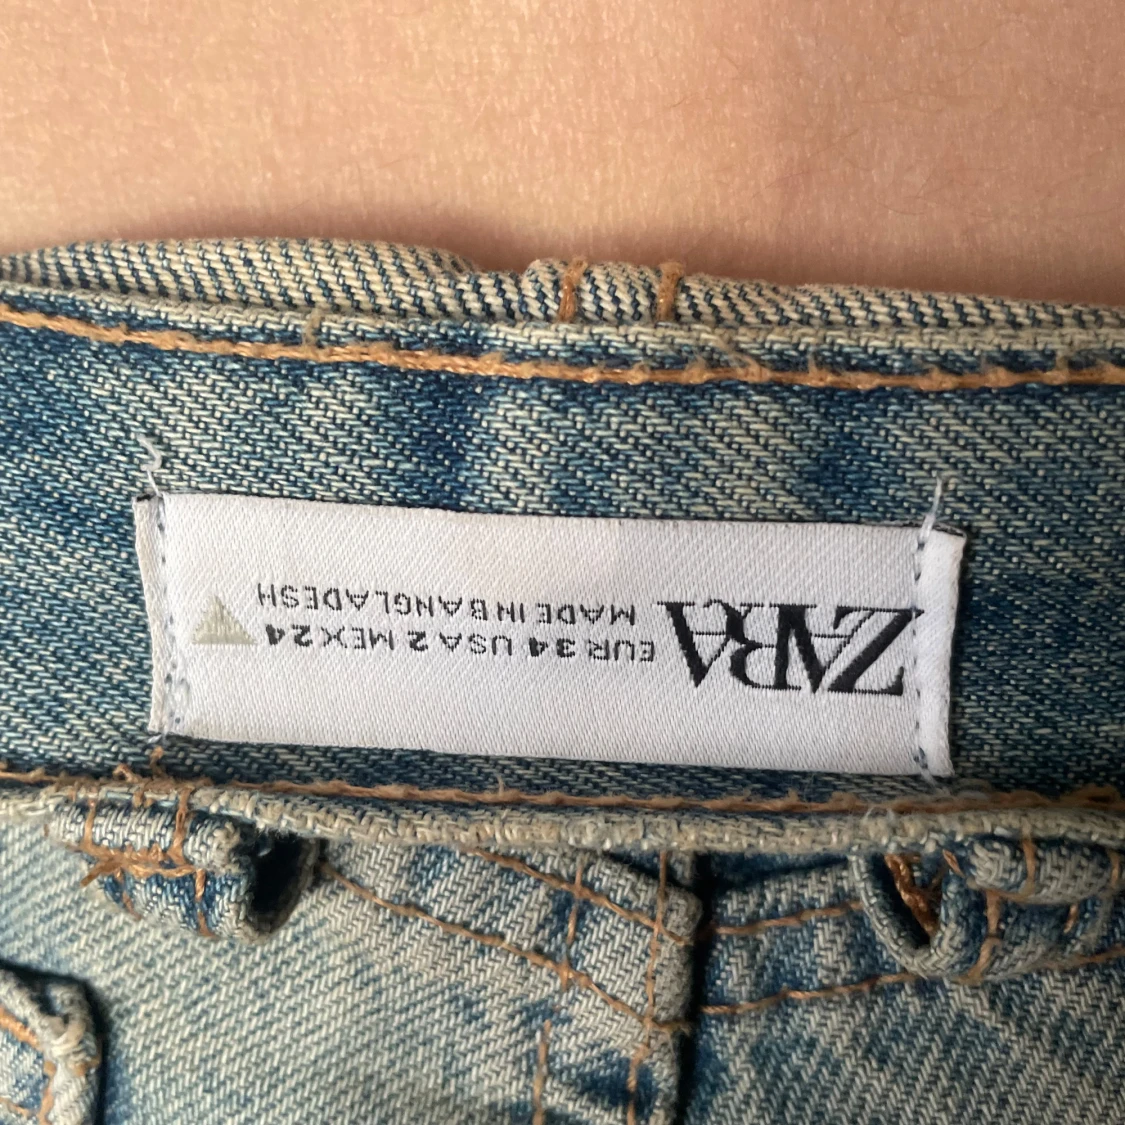 ZARA
EUR 34 USA 2 MEX 24
MADE IN BANGLADESH